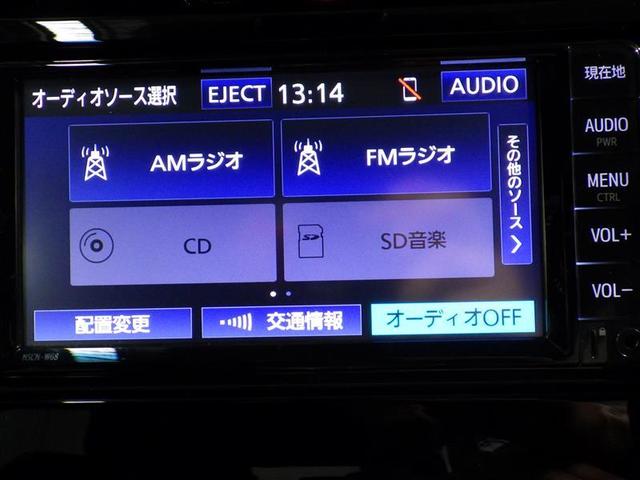 オーディオソース選択 EJECT 13:14 AUDIO
AMラジオ FMラジオ
その他のソース
CD SD音楽
SD
配置変更 交通情報 オーディオOFF
現在地
AUDIO
PWR
MENU
CTRL
VOL+
VOL-
NSCN-W68